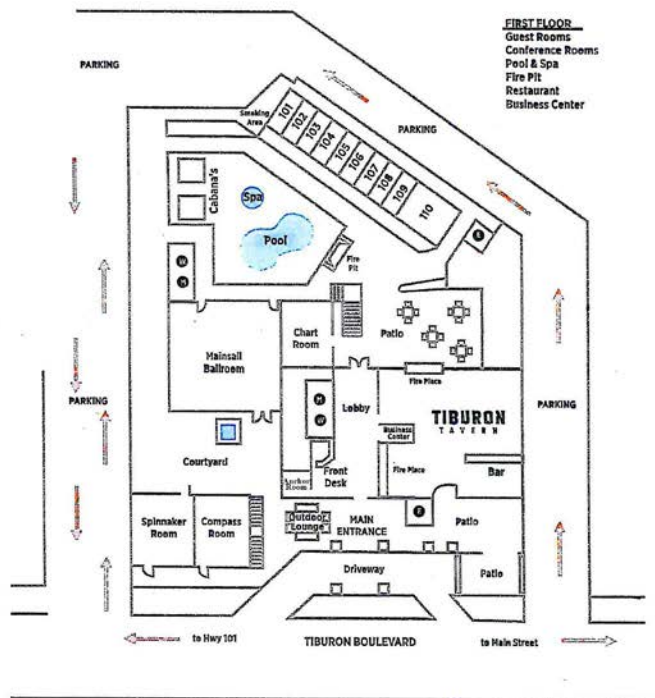 FIRST FLOOR
Guest Rooms
Conference Rooms
Pool & Spa
Fire Pit
Restaurant
Business Center
PARKING
PARKING
Smoking
Area
101
102
103
104
105
106
107
108
109
110
Cabana's
Spa
Pool
Fire
Pit
W
M
Chart
Room
Patio
Mainsail
Ballroom
Fire Place
PARKING
PARKING
M
W
Lobby
TIBURON
TAVERN
Business
Center
Courtyard
Front
Desk
Fire Place
Bar
Anchor
Room
Spinnaker
Room
Compass
Room
Outdoor
Lounge
MAIN
ENTRANCE
Patio
Driveway
Patio
to Hwy 101
TIBURON BOULEVARD
to Main Street